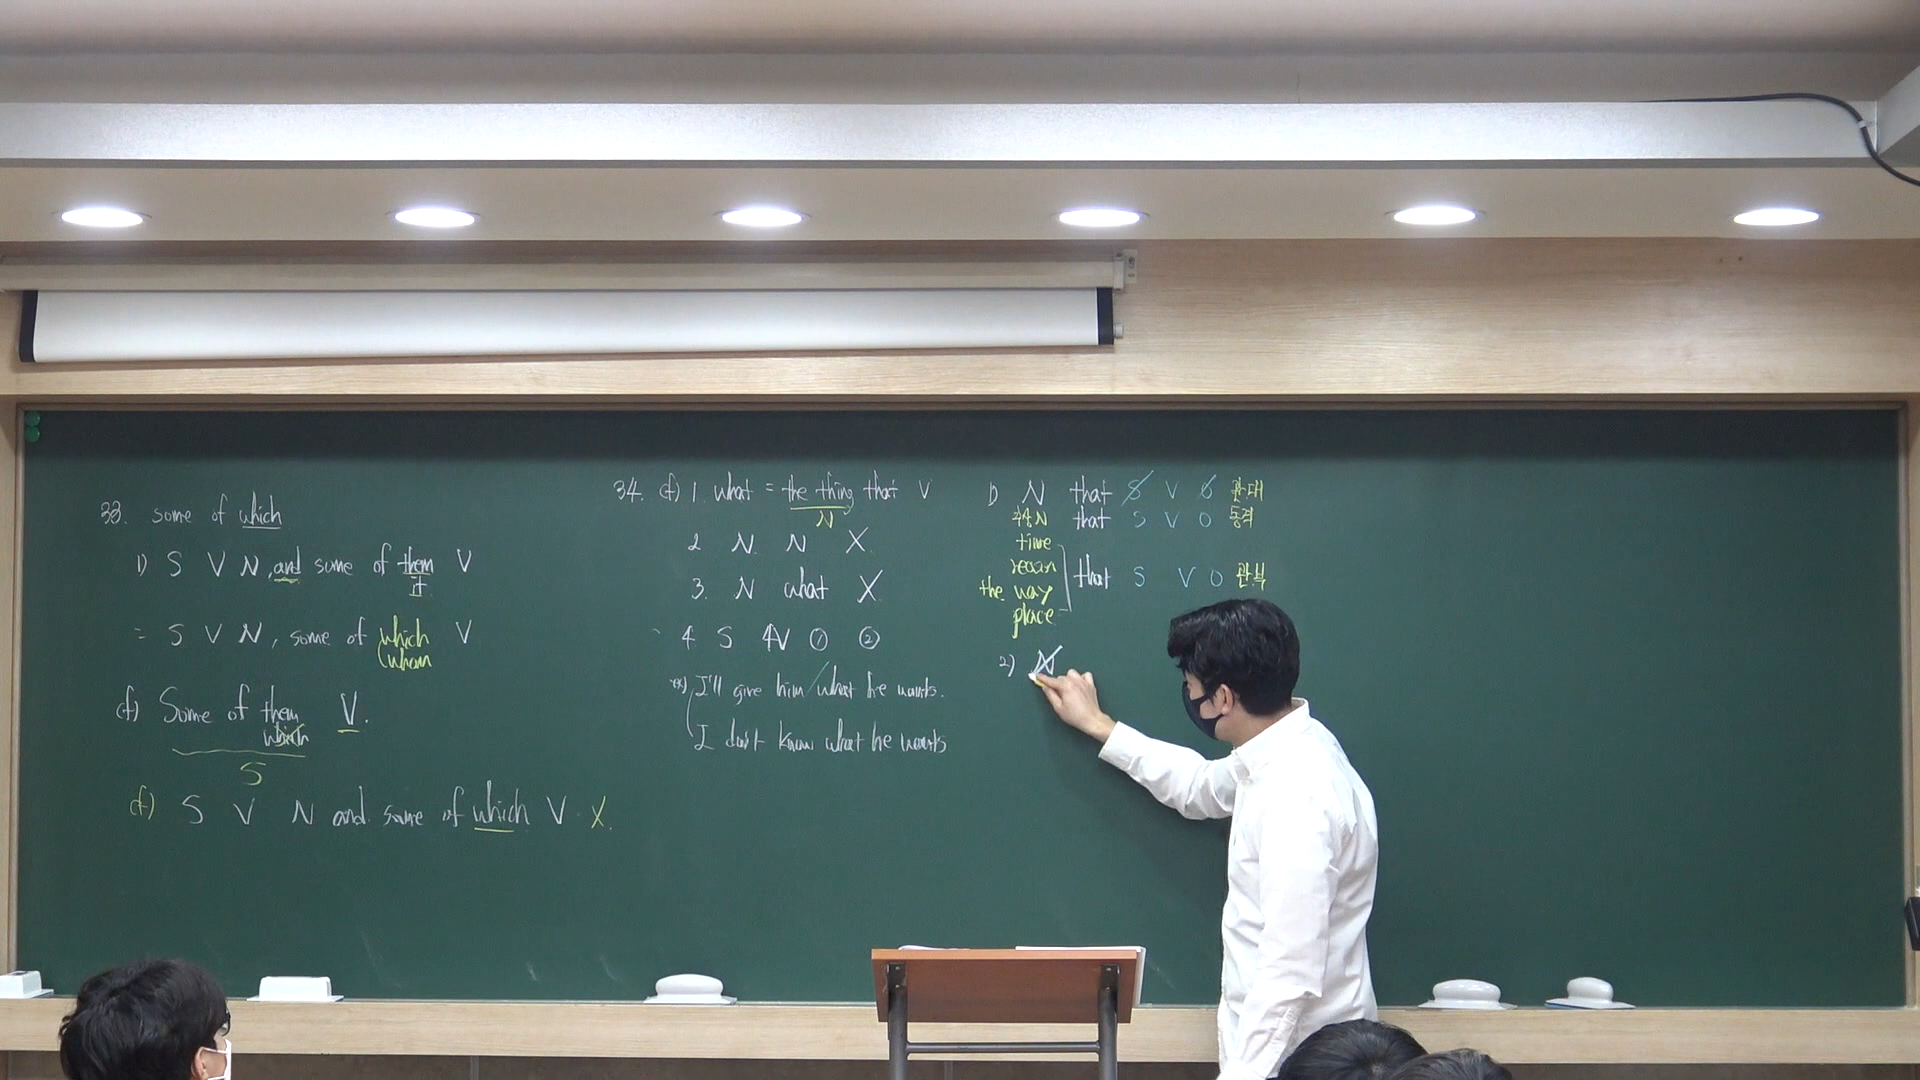 33. some of which
1) S V N, and some of them V
it
= S V N, some of which V
(whom
cf) Some of them V.
which
S
cf) S V N and some of which V X.
34. cf) 1. what = the thing that V
N
2. N N X
3. N what X
4. S 4V ① ②
ex) I'll give him / what he wants.
I don't know what he wants
1) N that S V O 관·대
추상N that S V O 동격
time
reason
the way that S V O 관·부
place
2) N